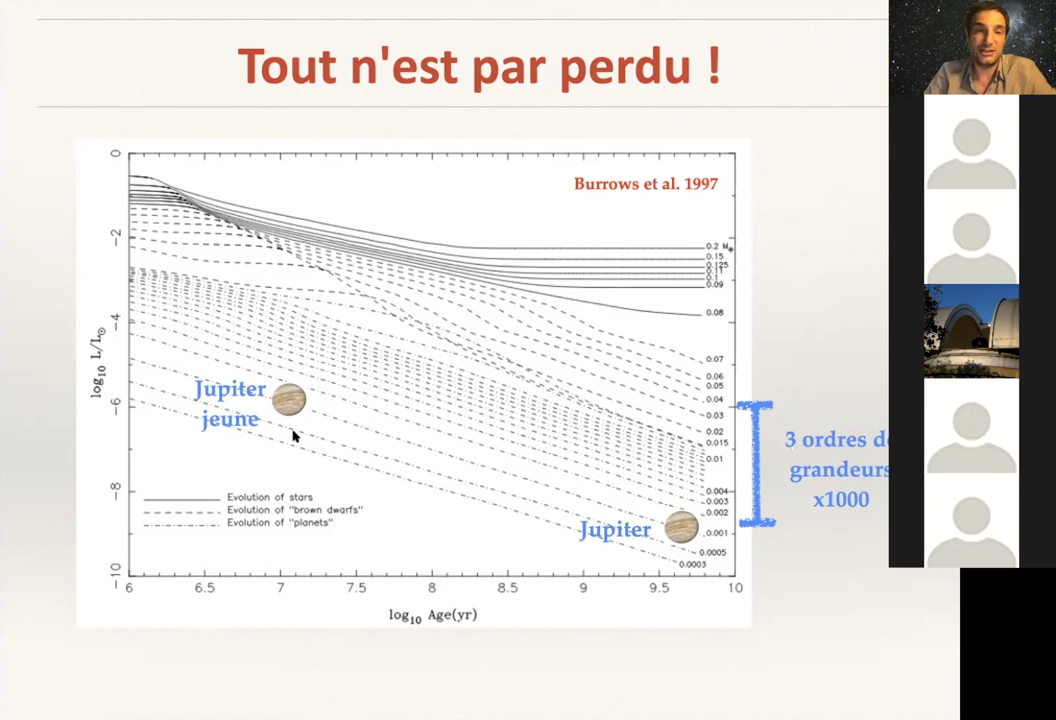 Tout n'est par perdu !
Burrows et al. 1997
log₁₀ L/L☉
0
−2
−4
−6
−8
−10
0.2 M☉
0.15
0.125
0.11
0.1
0.09
0.08
0.07
0.06
0.05
0.04
0.03
0.02
0.015
0.01
0.004
0.003
0.002
0.001
0.0005
0.0003
Jupiter
jeune
3 ordres de
grandeurs
x1000
Evolution of stars
Evolution of "brown dwarfs"
Evolution of "planets"
Jupiter
6
6.5
7
7.5
8
8.5
9
9.5
10
log₁₀ Age(yr)